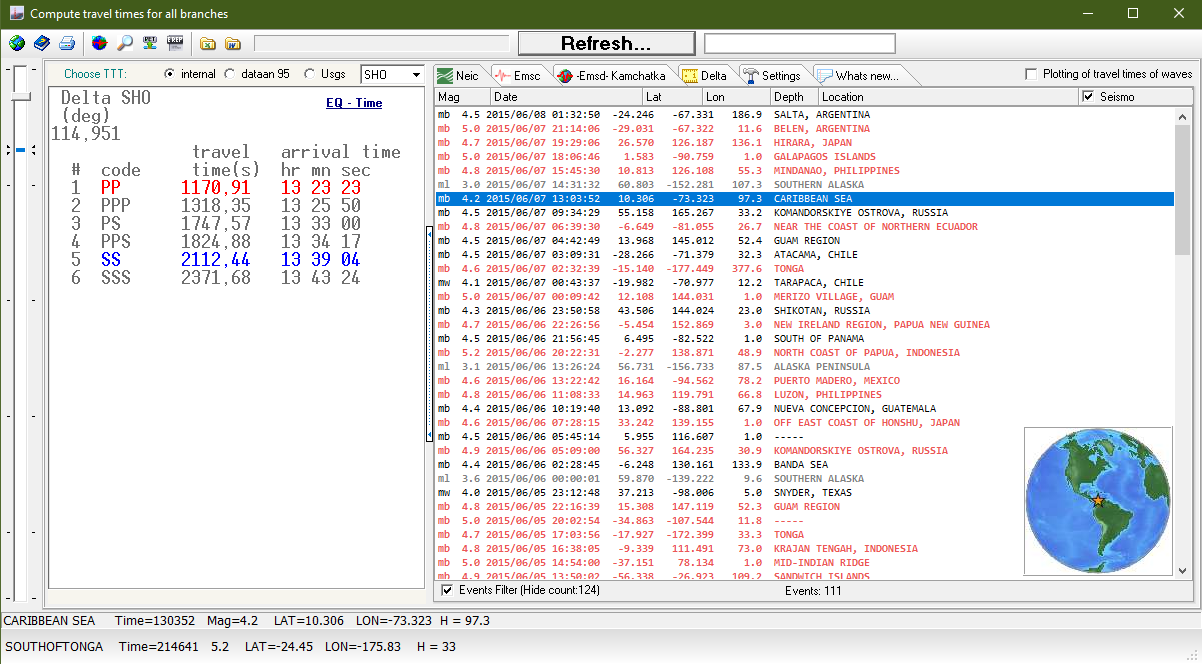 Compute travel times for all branches
Refresh...
Choose TTT: internal dataan 95 Usgs SHO
Neic Emsc -Emsd- Kamchatka Delta Settings Whats new... Plotting of travel times of waves
Delta SHO EQ - Time
(deg)
114,951
travel arrival time
# code time(s) hr mn sec
1 PP 1170,91 13 23 23
2 PPP 1318,35 13 25 50
3 PS 1747,57 13 33 00
4 PPS 1824,88 13 34 17
5 SS 2112,44 13 39 04
6 SSS 2371,68 13 43 24
Mag Date Lat Lon Depth Location Seismo
mb 4.5 2015/06/08 01:32:50 -24.246 -67.331 186.9 SALTA, ARGENTINA
mb 5.0 2015/06/07 21:14:06 -29.031 -67.322 11.6 BELEN, ARGENTINA
mb 4.7 2015/06/07 19:29:06 26.570 126.187 136.1 HIRARA, JAPAN
mb 5.0 2015/06/07 18:06:46 1.583 -90.759 1.0 GALAPAGOS ISLANDS
mb 4.8 2015/06/07 15:45:30 10.813 126.108 55.3 MINDANAO, PHILIPPINES
ml 3.0 2015/06/07 14:31:32 60.803 -152.281 107.3 SOUTHERN ALASKA
mb 4.2 2015/06/07 13:03:52 10.306 -73.323 97.3 CARIBBEAN SEA
mb 4.5 2015/06/07 09:34:29 55.158 165.267 33.2 KOMANDORSKIYE OSTROVA, RUSSIA
mb 4.8 2015/06/07 06:39:30 -6.649 -81.055 26.7 NEAR THE COAST OF NORTHERN ECUADOR
mb 4.5 2015/06/07 04:42:49 13.968 145.012 52.4 GUAM REGION
mb 4.5 2015/06/07 03:09:31 -28.266 -71.379 32.3 ATACAMA, CHILE
mb 4.6 2015/06/07 02:32:39 -15.140 -177.449 377.6 TONGA
mw 4.1 2015/06/07 00:43:37 -19.982 -70.977 12.2 TARAPACA, CHILE
mb 5.0 2015/06/07 00:09:42 12.108 144.031 1.0 MERIZO VILLAGE, GUAM
mb 4.3 2015/06/06 23:50:58 43.506 144.024 23.0 SHIKOTAN, RUSSIA
mb 4.7 2015/06/06 22:26:56 -5.454 152.869 3.0 NEW IRELAND REGION, PAPUA NEW GUINEA
mb 4.5 2015/06/06 21:56:45 6.495 -82.522 1.0 SOUTH OF PANAMA
mb 5.2 2015/06/06 20:22:31 -2.277 138.871 48.9 NORTH COAST OF PAPUA, INDONESIA
ml 3.1 2015/06/06 13:26:24 56.731 -156.733 87.5 ALASKA PENINSULA
mb 4.6 2015/06/06 13:22:42 16.164 -94.562 78.2 PUERTO MADERO, MEXICO
mb 4.8 2015/06/06 11:08:33 14.963 119.791 66.8 LUZON, PHILIPPINES
mb 4.4 2015/06/06 10:19:40 13.092 -88.801 67.9 NUEVA CONCEPCION, GUATEMALA
mb 4.6 2015/06/06 07:28:15 33.242 139.155 1.0 OFF EAST COAST OF HONSHU, JAPAN
mb 4.5 2015/06/06 05:45:14 5.955 116.607 1.0 -----
mb 4.9 2015/06/06 05:09:00 56.327 164.235 30.9 KOMANDORSKIYE OSTROVA, RUSSIA
mb 4.4 2015/06/06 02:28:45 -6.248 130.161 133.9 BANDA SEA
ml 3.6 2015/06/06 00:00:01 59.870 -139.222 9.6 SOUTHERN ALASKA
mw 4.0 2015/06/05 23:12:48 37.213 -98.006 5.0 SNYDER, TEXAS
mb 4.8 2015/06/05 22:16:39 15.308 147.119 52.3 GUAM REGION
mb 5.0 2015/06/05 20:02:54 -34.863 -107.544 11.8 -----
mb 4.7 2015/06/05 17:03:56 -17.927 -172.399 33.3 TONGA
mb 4.8 2015/06/05 16:38:05 -9.339 111.491 73.0 KRAJAN TENGAH, INDONESIA
mb 5.0 2015/06/05 14:54:00 -37.151 78.134 1.0 MID-INDIAN RIDGE
mb 4.9 2015/06/05 13:50:02 -56.338 -26.923 109.2 SANDWICH ISLANDS
Events Filter (Hide count:124) Events: 111
CARIBBEAN SEA Time=130352 Mag=4.2 LAT=10.306 LON=-73.323 H = 97.3
SOUTHOFTONGA Time=214641 5.2 LAT=-24.45 LON=-175.83 H = 33